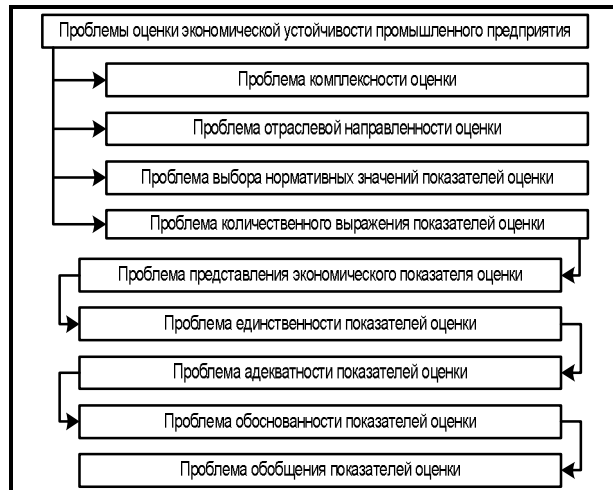 Проблемы оценки экономической устойчивости промышленного предприятия
Проблема комплексности оценки
Проблема отраслевой направленности оценки
Проблема выбора нормативных значений показателей оценки
Проблема количественного выражения показателей оценки
Проблема представления экономического показателя оценки
Проблема единственности показателей оценки
Проблема адекватности показателей оценки
Проблема обоснованности показателей оценки
Проблема обобщения показателей оценки